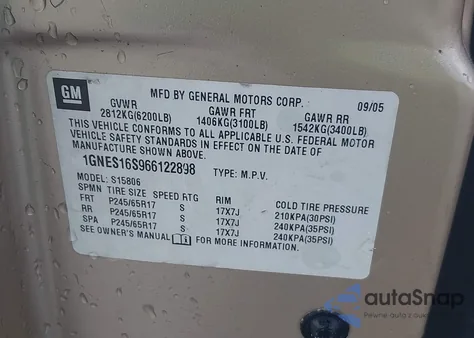 GM
MFD BY GENERAL MOTORS CORP. 09/05
GVWR GAWR FRT GAWR RR
2812KG(6200LB) 1406KG(3100LB) 1542KG(3400LB)
THIS VEHICLE CONFORMS TO ALL APPLICABLE U.S. FEDERAL MOTOR
VEHICLE SAFETY STANDARDS IN EFFECT ON THE DATE OF
MANUFACTURE SHOWN ABOVE.
1GNES16S966122898 TYPE: M.P.V.
MODEL: S15806
SPMN TIRE SIZE SPEED RTG RIM COLD TIRE PRESSURE
FRT P245/65R17 S 17X7J 210KPA(30PSI)
RR P245/65R17 S 17X7J 240KPA(35PSI)
SPA P245/65R17 S 17X7J 240KPA(35PSI)
SEE OWNER'S MANUAL i FOR MORE INFORMATION.
autoSnap